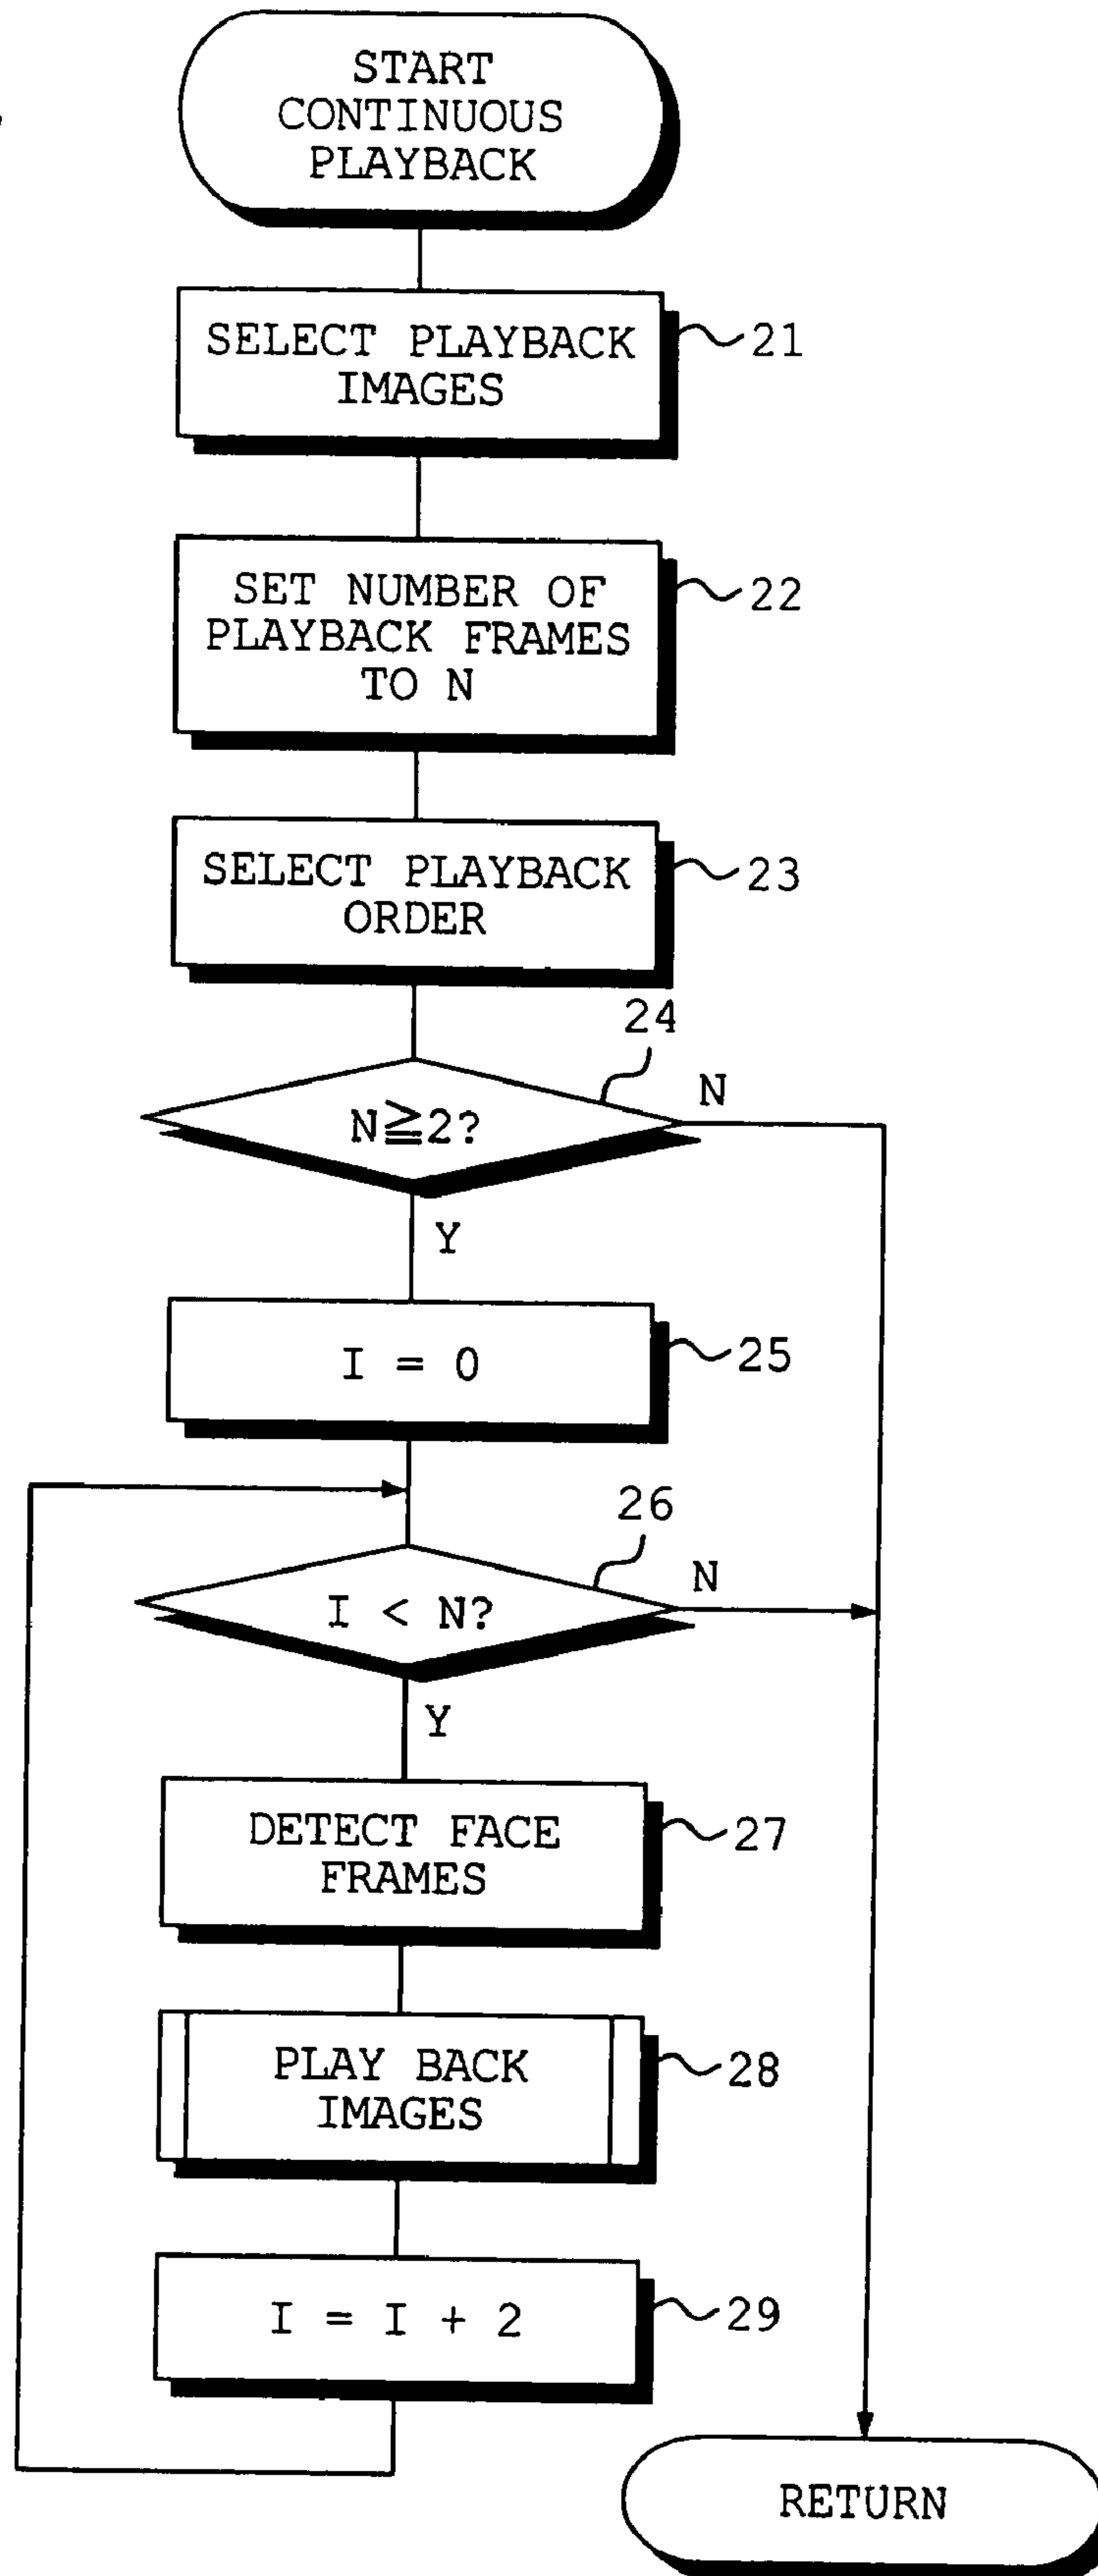 START
CONTINUOUS
PLAYBACK
SELECT PLAYBACK
IMAGES
21
SET NUMBER OF
PLAYBACK FRAMES
TO N
22
SELECT PLAYBACK
ORDER
23
24
N≧2?
N
Y
I = 0
25
26
I < N?
N
Y
DETECT FACE
FRAMES
27
PLAY BACK
IMAGES
28
I = I + 2
29
RETURN